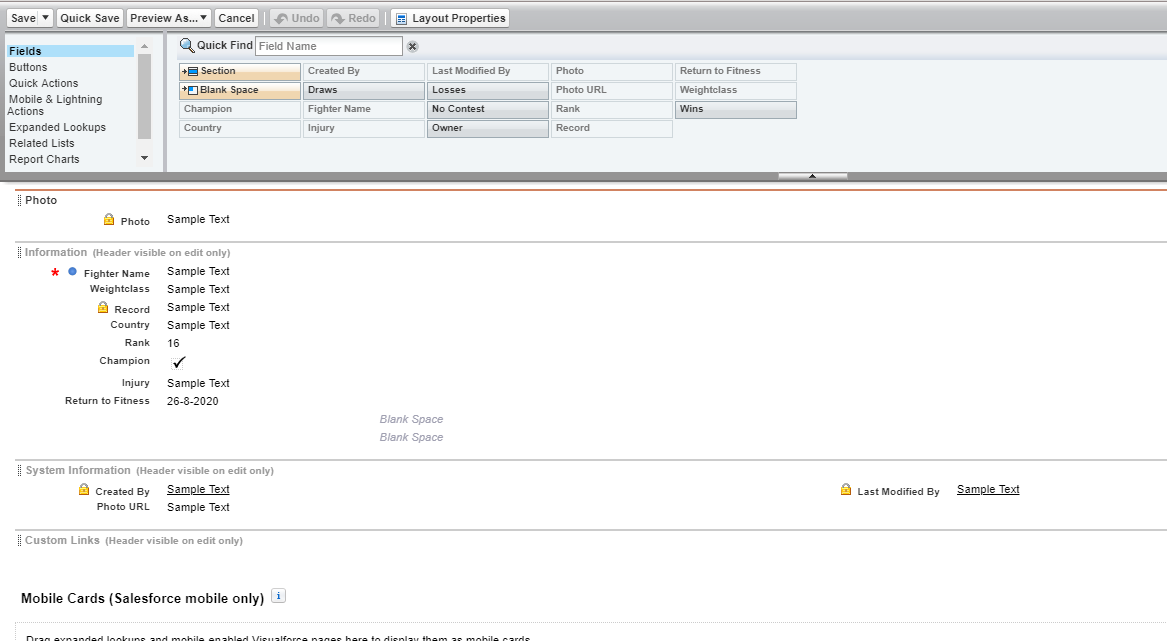 Save Quick Save Preview As... Cancel Undo Redo Layout Properties
Fields
Buttons
Quick Actions
Mobile & Lightning
Actions
Expanded Lookups
Related Lists
Report Charts
Quick Find Field Name
Section Created By Last Modified By Photo Return to Fitness
Blank Space Draws Losses Photo URL Weightclass
Champion Fighter Name No Contest Rank Wins
Country Injury Owner Record
Photo
Photo Sample Text
Information (Header visible on edit only)
* Fighter Name Sample Text
Weightclass Sample Text
Record Sample Text
Country Sample Text
Rank 16
Champion
Injury Sample Text
Return to Fitness 26-8-2020
Blank Space
Blank Space
System Information (Header visible on edit only)
Created By Sample Text Last Modified By Sample Text
Photo URL Sample Text
Custom Links (Header visible on edit only)
Mobile Cards (Salesforce mobile only) i
Drag expanded lookups and mobile-enabled Visualforce pages here to display them as mobile cards.